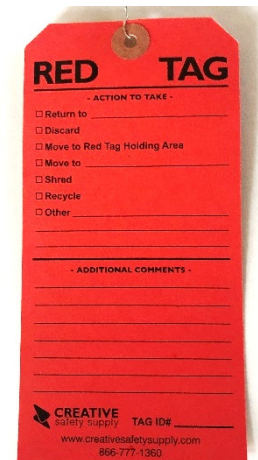 RED TAG
- ACTION TO TAKE -
Return to
Discard
Move to Red Tag Holding Area
Move to
Shred
Recycle
Other
- ADDITIONAL COMMENTS -
CREATIVE
safety supply TAG ID#
www.creativesafetysupply.com
866-777-1360